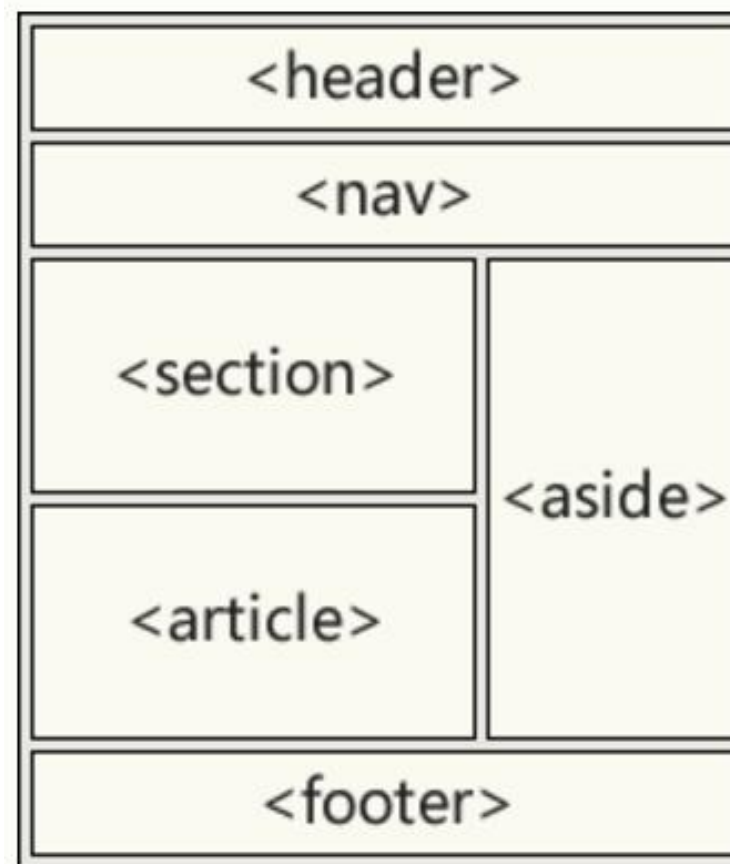 <header>
<nav>
<section>
<aside>
<article>
<footer>